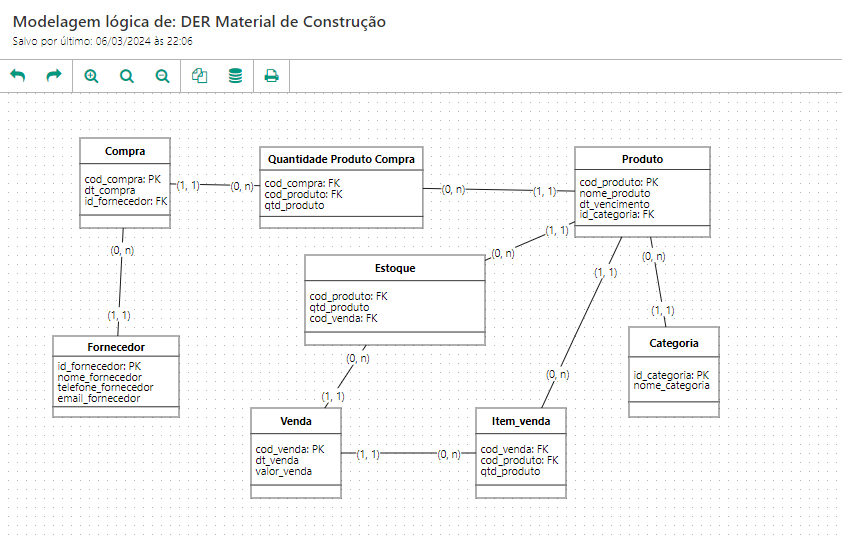 Modelagem lógica de: DER Material de Construção
Salvo por último: 06/03/2024 às 22:06
Compra
cod_compra: PK
dt_compra
id_fornecedor: FK
(1, 1)
(0, n)
Quantidade Produto Compra
cod_compra: FK
cod_produto: FK
qtd_produto
(0, n)
(1, 1)
Produto
cod_produto: PK
nome_produto
dt_vencimento
id_categoria: FK
(0, n)
(1, 1)
(1, 1)
(0, n)
Estoque
cod_produto: FK
qtd_produto
cod_venda: FK
(1, 1)
(0, n)
(0, n)
(1, 1)
Fornecedor
id_fornecedor: PK
nome_fornecedor
telefone_fornecedor
email_fornecedor
Categoria
id_categoria: PK
nome_categoria
(0, n)
(1, 1)
(0, n)
Venda
cod_venda: PK
dt_venda
valor_venda
(1, 1)
(0, n)
Item_venda
cod_venda: FK
cod_produto: FK
qtd_produto